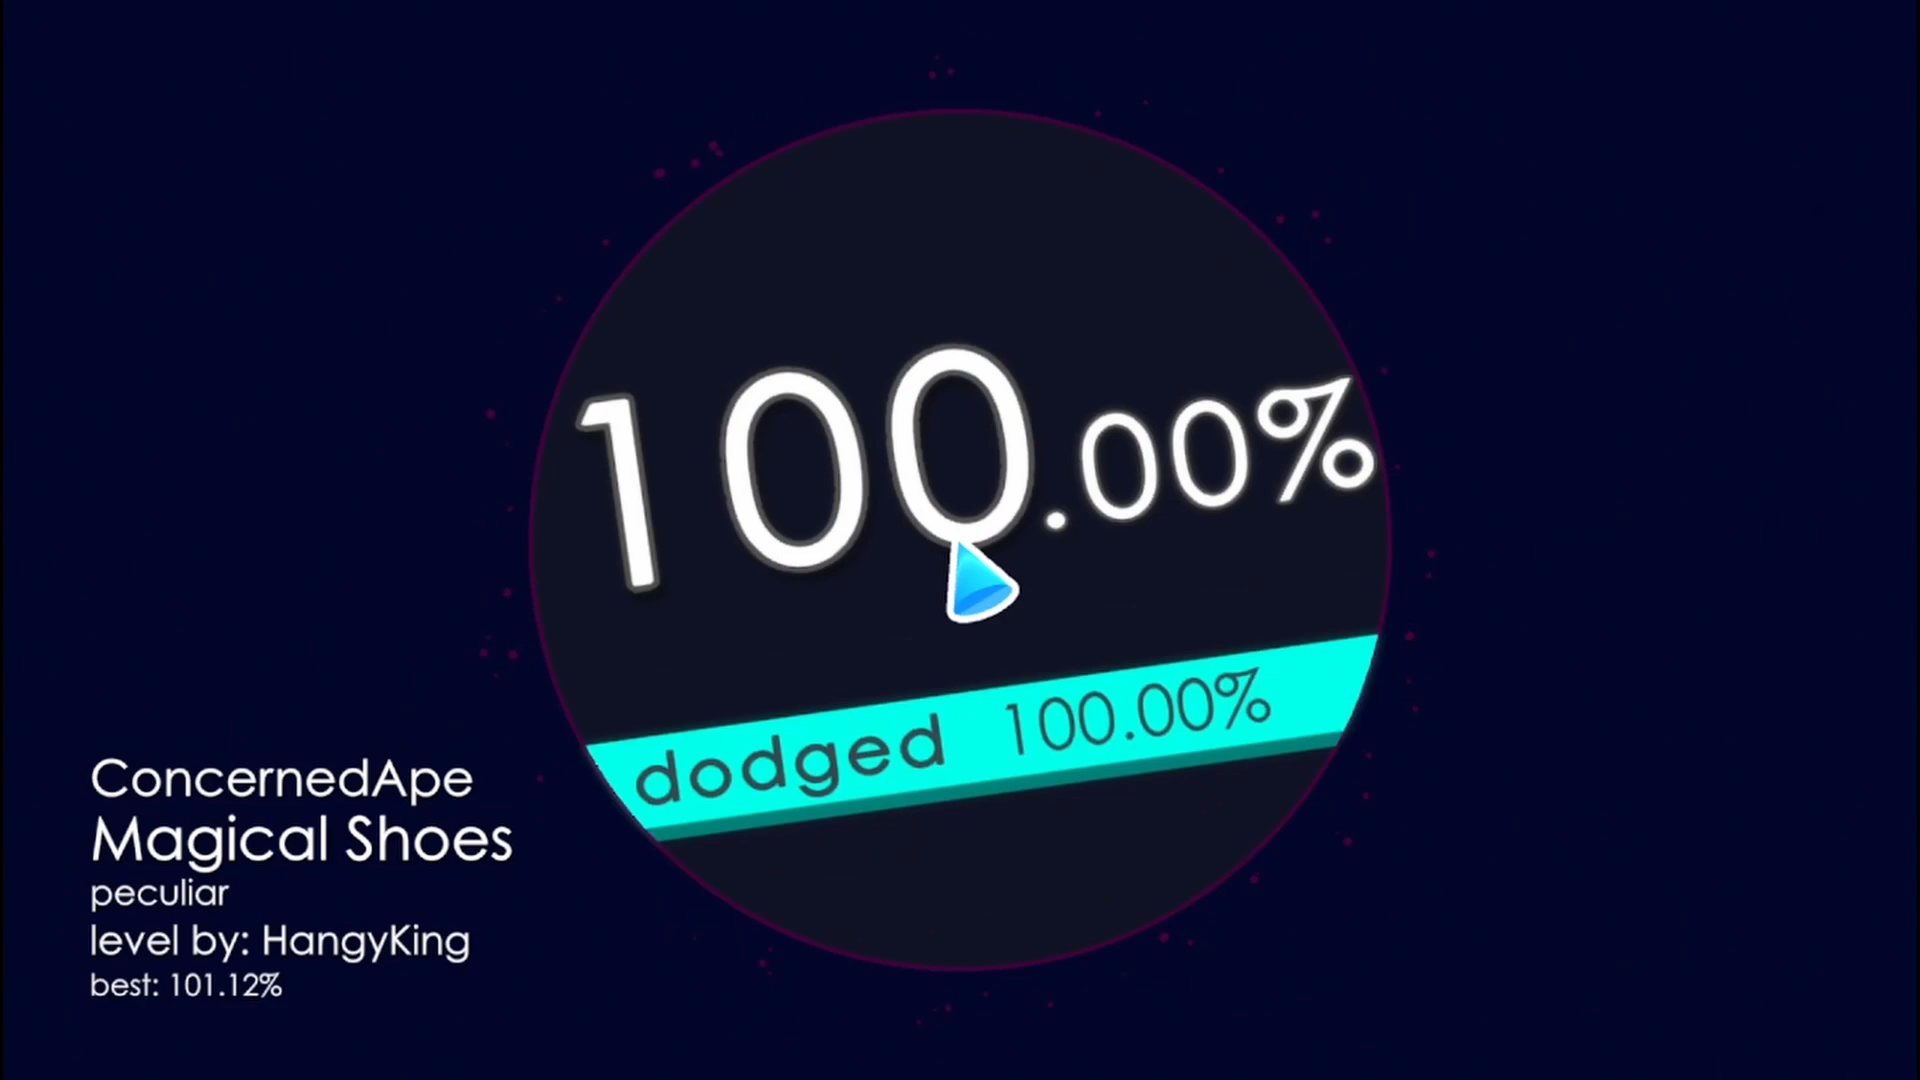 100.00%
dodged 100.00%
ConcernedApe
Magical Shoes
peculiar
level by: HangyKing
best: 101.12%